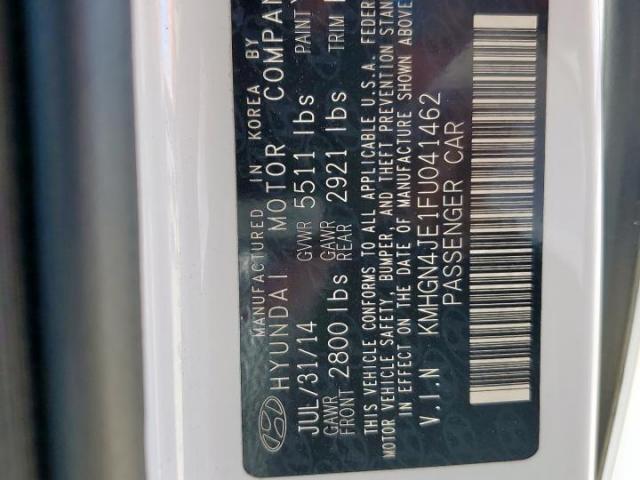 MANUFACTURED IN KOREA BY
HYUNDAI MOTOR COMPAN
JUL/31/14 GVWR 5511 lbs PAINT
GAWR FRONT 2800 lbs GAWR REAR 2921 lbs TRIM
THIS VEHICLE CONFORMS TO ALL APPLICABLE U.S.A. FEDER
MOTOR VEHICLE SAFETY, BUMPER, AND THEFT PREVENTION STAN
IN EFFECT ON THE DATE OF MANUFACTURE SHOWN ABOVE
V.I.N KMHGN4JE1FU041462
PASSENGER CAR